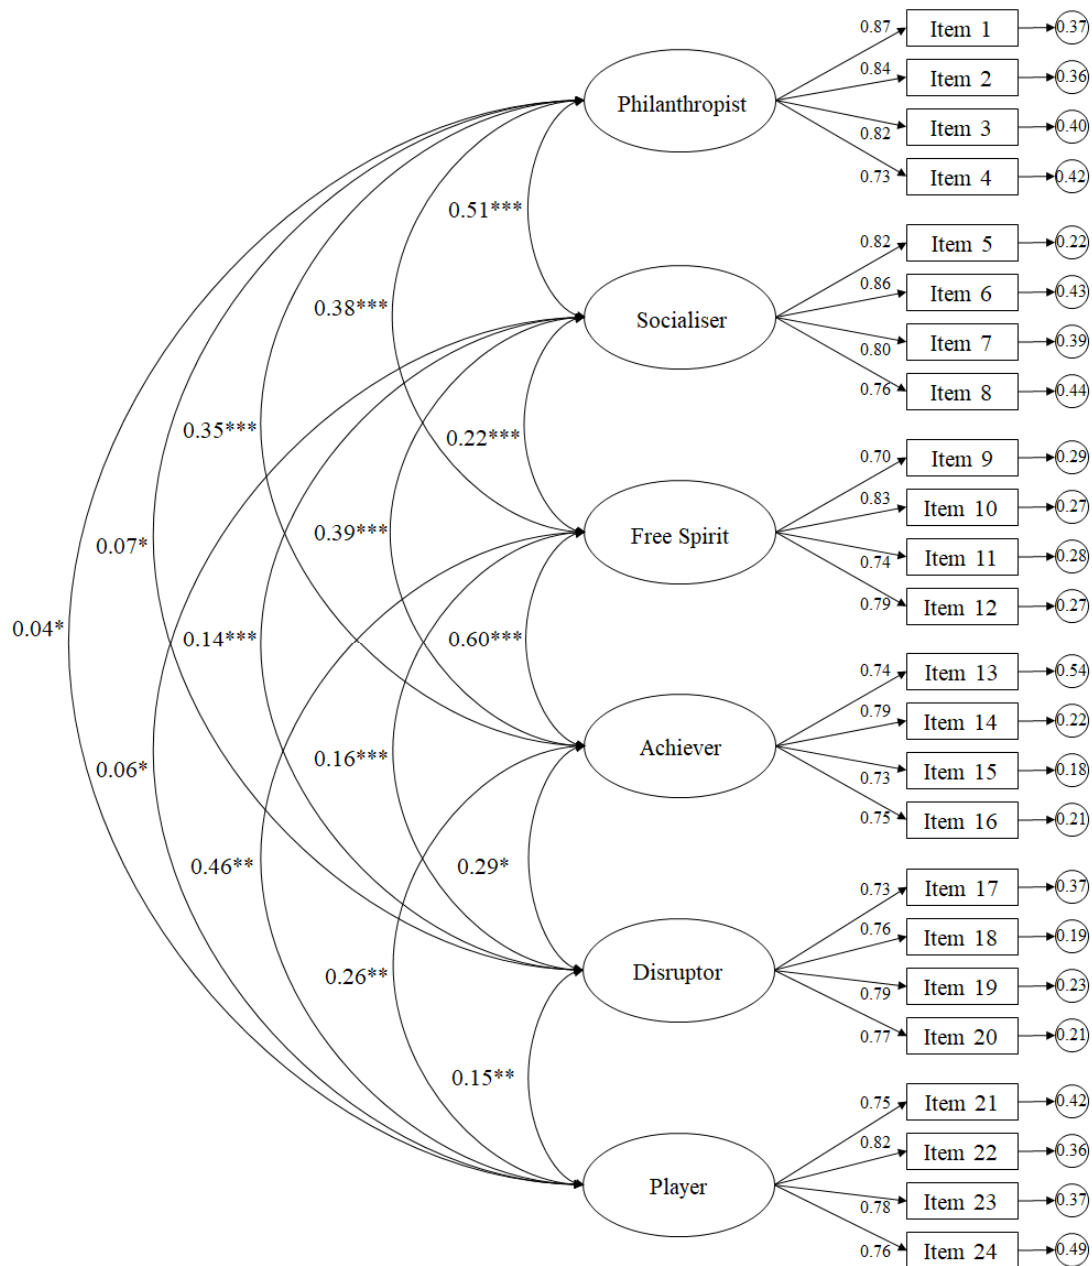 0.87 Item 1 0.37
0.84 Item 2 0.36
Philanthropist
0.82 Item 3 0.40
0.73 Item 4 0.42
0.51***
0.82 Item 5 0.22
0.86 Item 6 0.43
0.38***
Socialiser
0.80 Item 7 0.39
0.76 Item 8 0.44
0.35***
0.22***
0.70 Item 9 0.29
0.83 Item 10 0.27
0.07*
0.39***
Free Spirit
0.74 Item 11 0.28
0.79 Item 12 0.27
0.04*
0.14***
0.60***
0.74 Item 13 0.54
0.79 Item 14 0.22
0.06*
0.16***
Achiever
0.73 Item 15 0.18
0.75 Item 16 0.21
0.46**
0.29*
0.73 Item 17 0.37
0.76 Item 18 0.19
0.26**
Disruptor
0.79 Item 19 0.23
0.77 Item 20 0.21
0.15**
0.75 Item 21 0.42
0.82 Item 22 0.36
Player
0.78 Item 23 0.37
0.76 Item 24 0.49